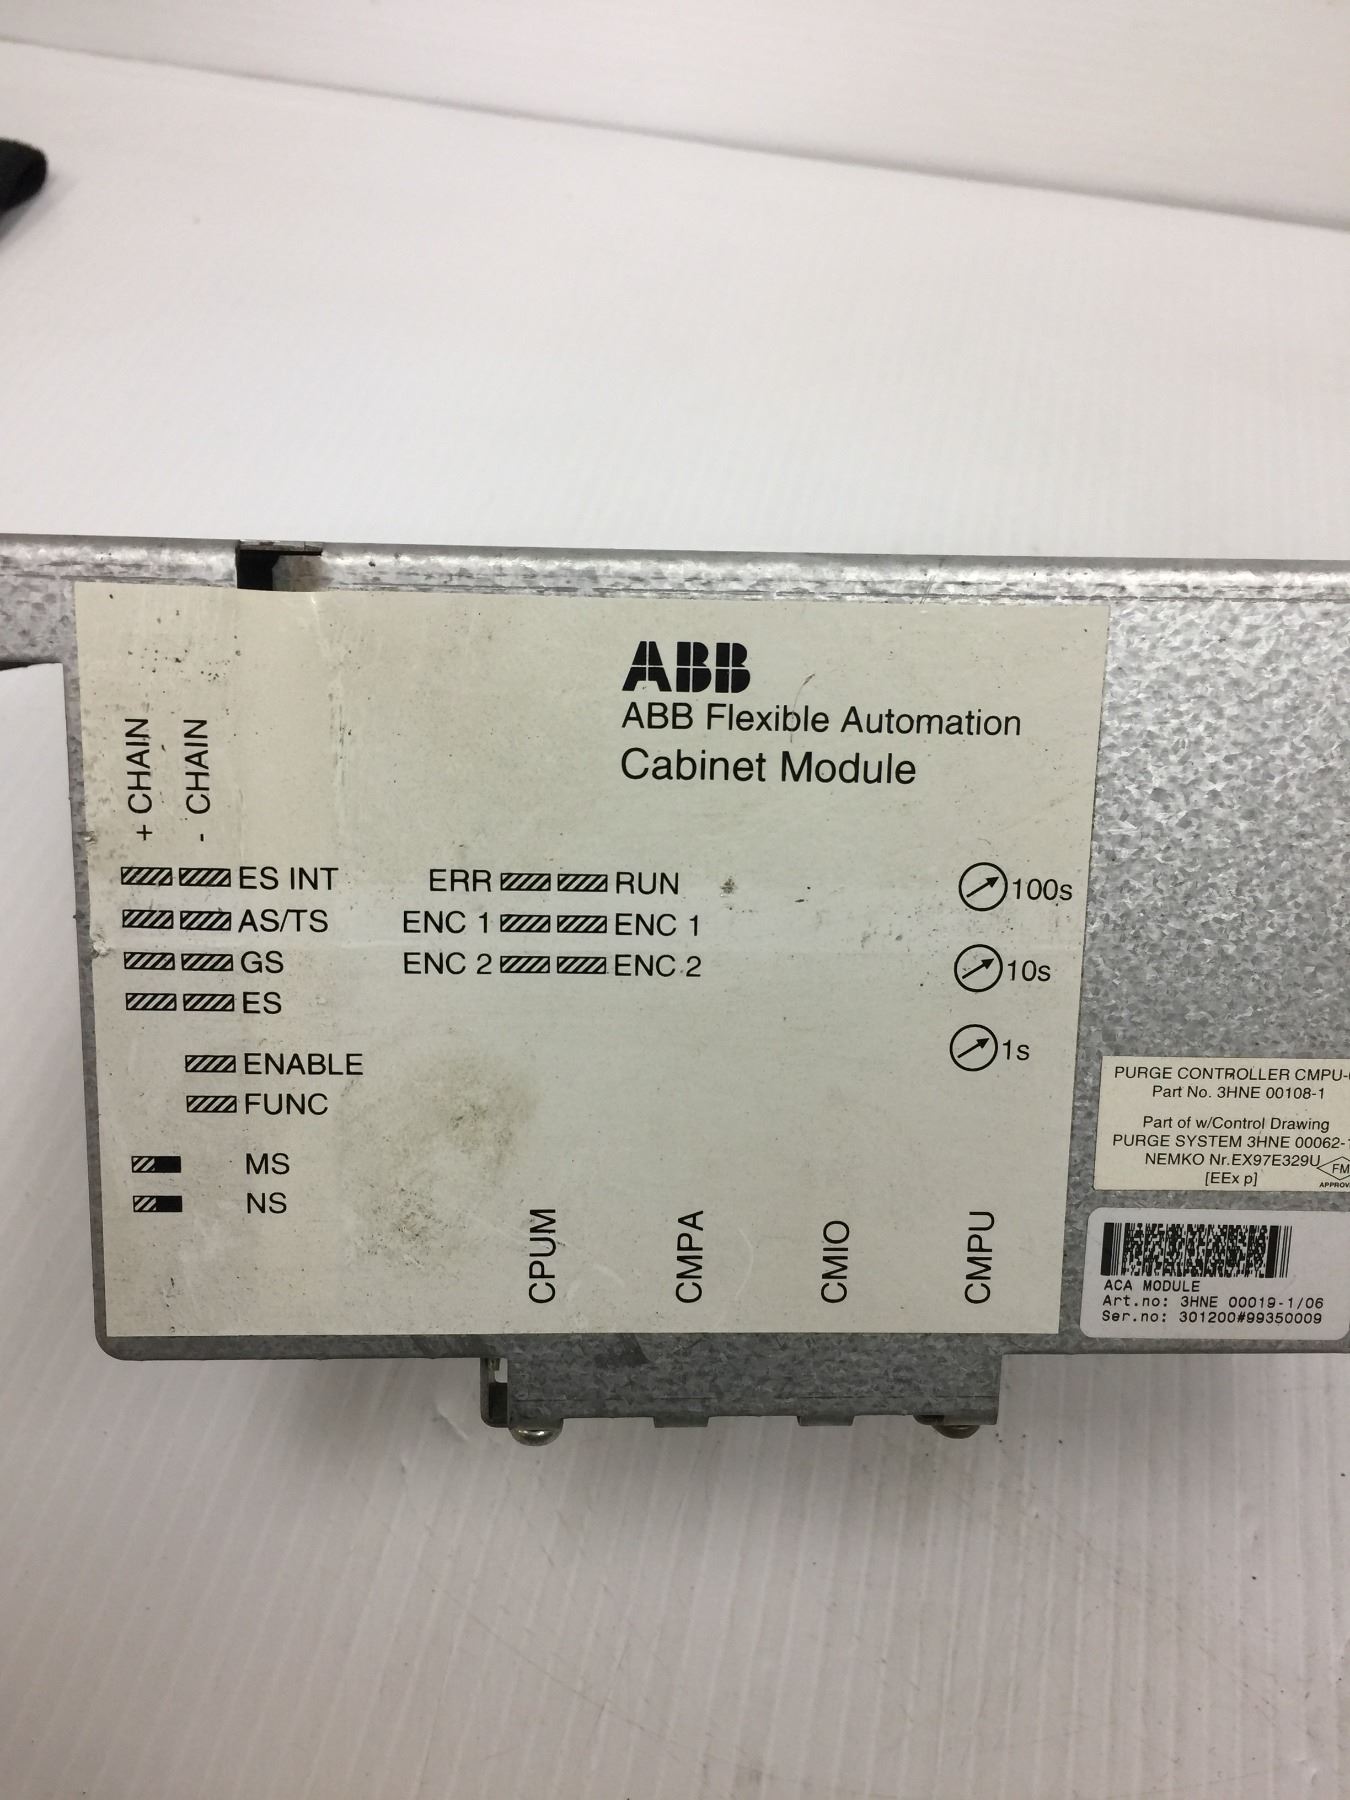 ABB
ABB Flexible Automation
Cabinet Module
+ CHAIN
- CHAIN
ES INT
AS/TS
GS
ES
ENABLE
FUNC
MS
NS
ERR RUN
ENC 1 ENC 1
ENC 2 ENC 2
100s
10s
1s
CPUM
CMPA
CMIO
CMPU
PURGE CONTROLLER
Part No. 3HNE 00108-1
Part of w/Control Drawing
PURGE SYSTEM 3HNE
NEMKO Nr.EX97E329U
[EEx p]
FM
ACA MODULE
Art.no: 3HNE 00019-1/06
Ser.no: 301200#99350009